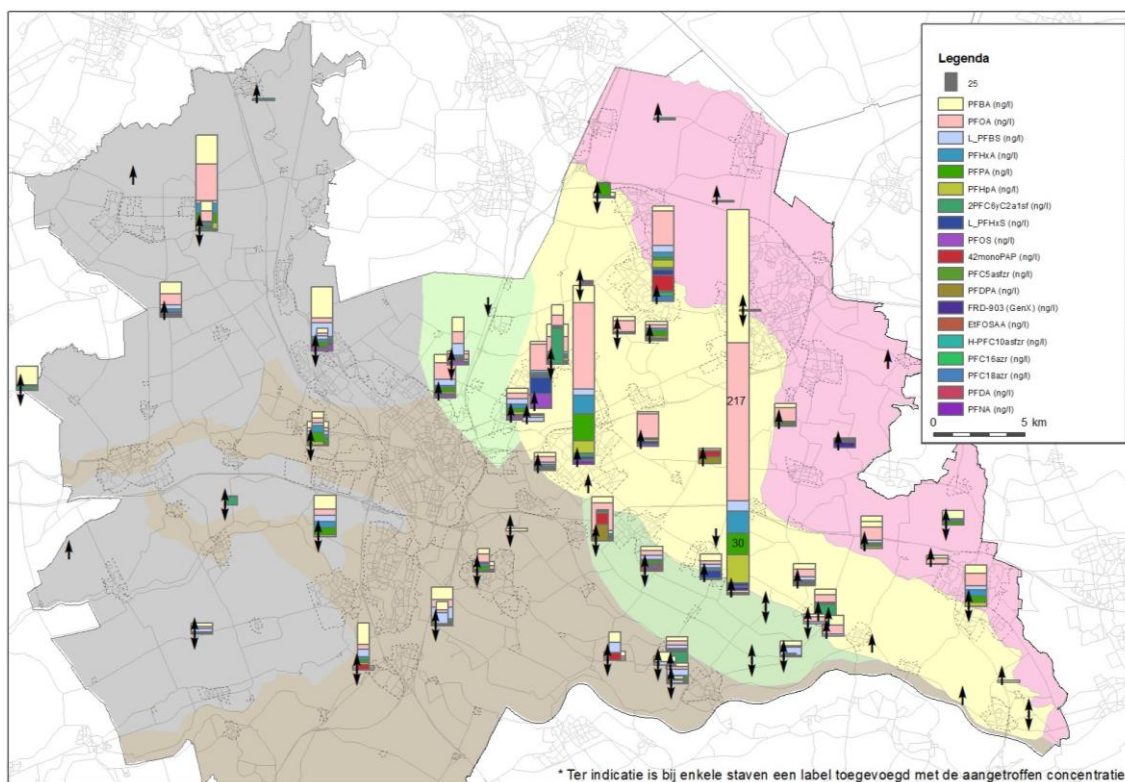 Legenda
25
PFBA (ng/l)
PFOA (ng/l)
L_PFBS (ng/l)
PFHxA (ng/l)
PFPA (ng/l)
PFHpA (ng/l)
2PFC6yC2a1sf (ng/l)
L_PFHxS (ng/l)
PFOS (ng/l)
42monoPAP (ng/l)
PFC5asfzr (ng/l)
PFDPA (ng/l)
FRD-903 (GenX) (ng/l)
EtFOSAA (ng/l)
H-PFC10asfzr (ng/l)
PFC16azr (ng/l)
PFC18azr (ng/l)
PFDA (ng/l)
PFNA (ng/l)
0 5 km
217
30
* Ter indicatie is bij enkele staven een label toegevoegd met de aangetroffen concentratie